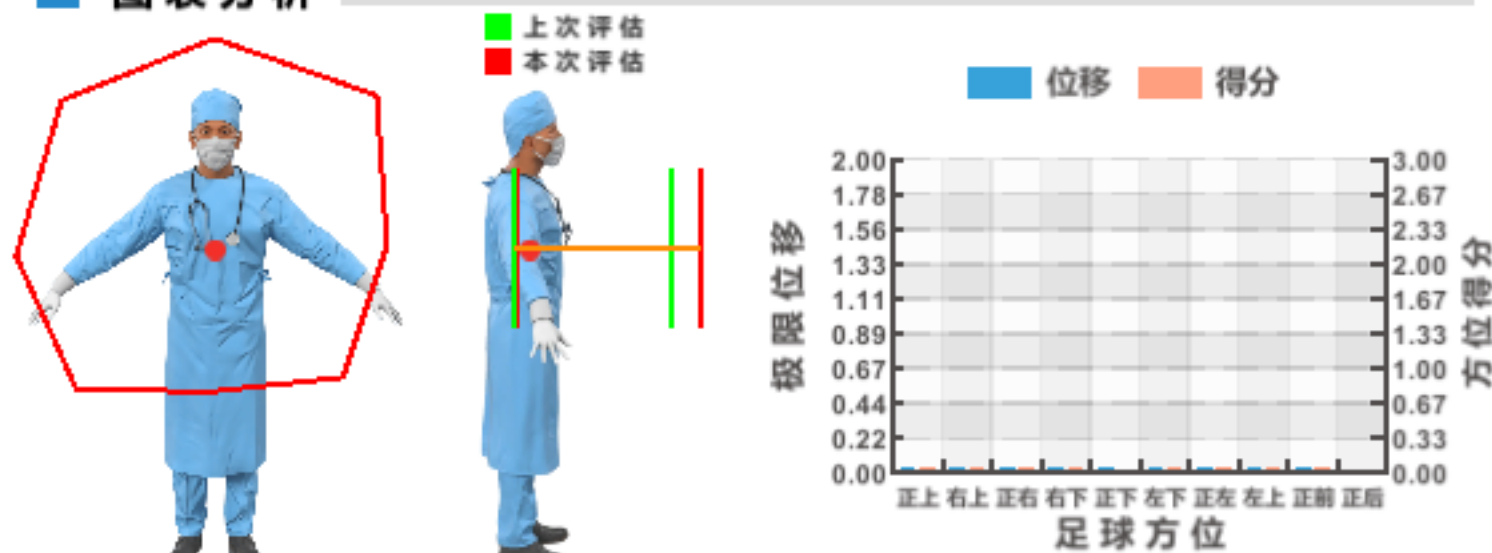 图表分析
上次评估
本次评估
位移 得分
极限位移
2.00
1.78
1.56
1.33
1.11
0.89
0.67
0.44
0.22
0.00
3.00
2.67
2.33
2.00
1.67
1.33
1.00
0.67
0.33
0.00
方位得分
正上 右上 正右 右下 正下 左下 正左 左上 正前 正后
足球方位